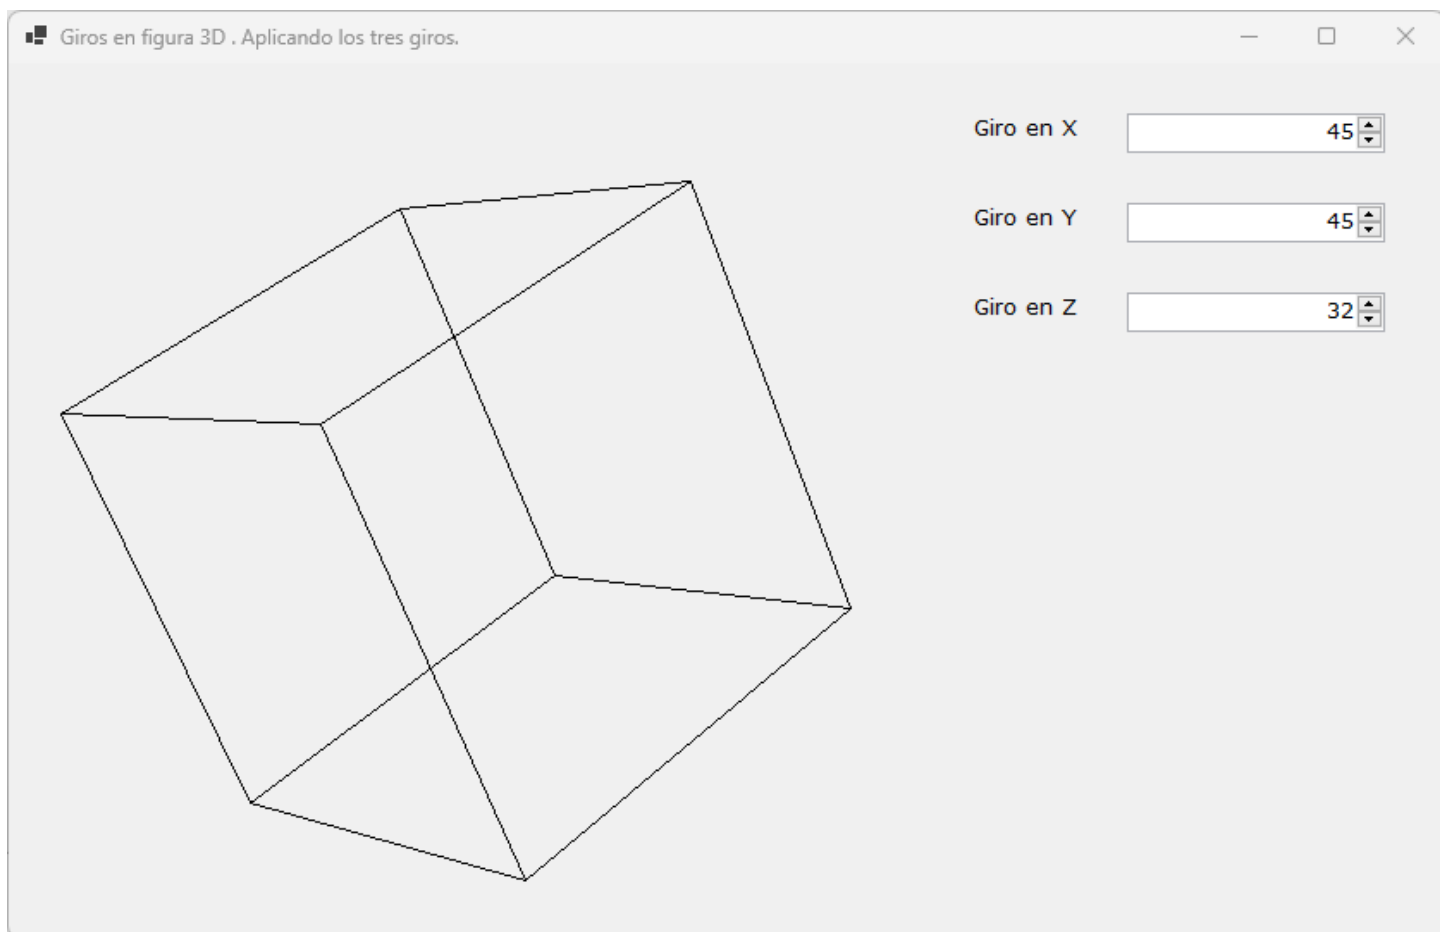 Giros en figura 3D . Aplicando los tres giros.
Giro en X 45
Giro en Y 45
Giro en Z 32